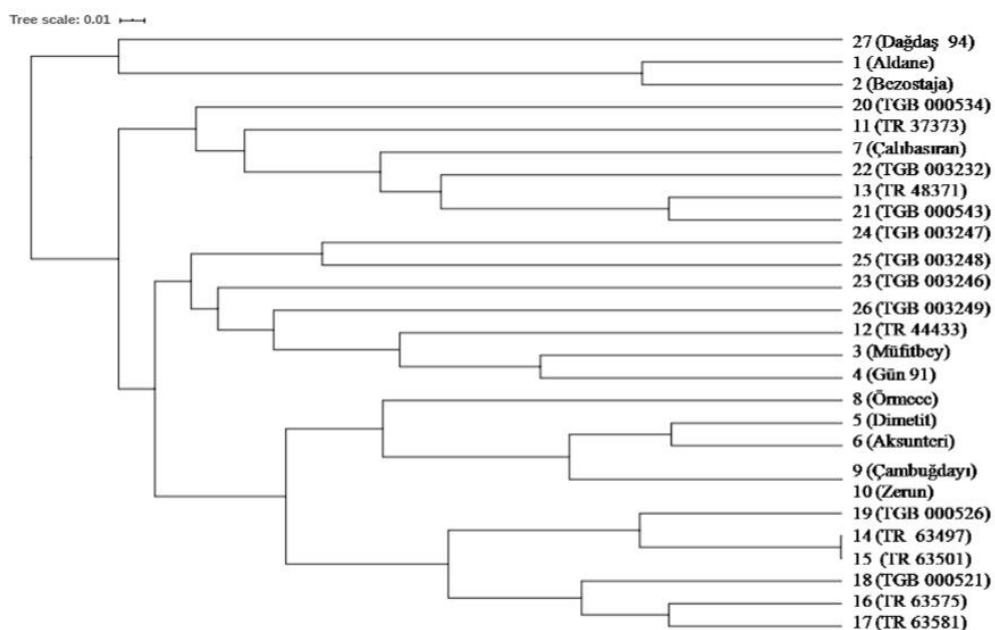 Tree scale: 0.01
27 (Dağdaş 94)
1 (Aldane)
2 (Bezostaja)
20 (TGB 000534)
11 (TR 37373)
7 (Çalıbasıran)
22 (TGB 003232)
13 (TR 48371)
21 (TGB 000543)
24 (TGB 003247)
25 (TGB 003248)
23 (TGB 003246)
26 (TGB 003249)
12 (TR 44433)
3 (Müfitbey)
4 (Gün 91)
8 (Örmece)
5 (Dimetit)
6 (Aksunteri)
9 (Çambuğdayı)
10 (Zerun)
19 (TGB 000526)
14 (TR 63497)
15 (TR 63501)
18 (TGB 000521)
16 (TR 63575)
17 (TR 63581)